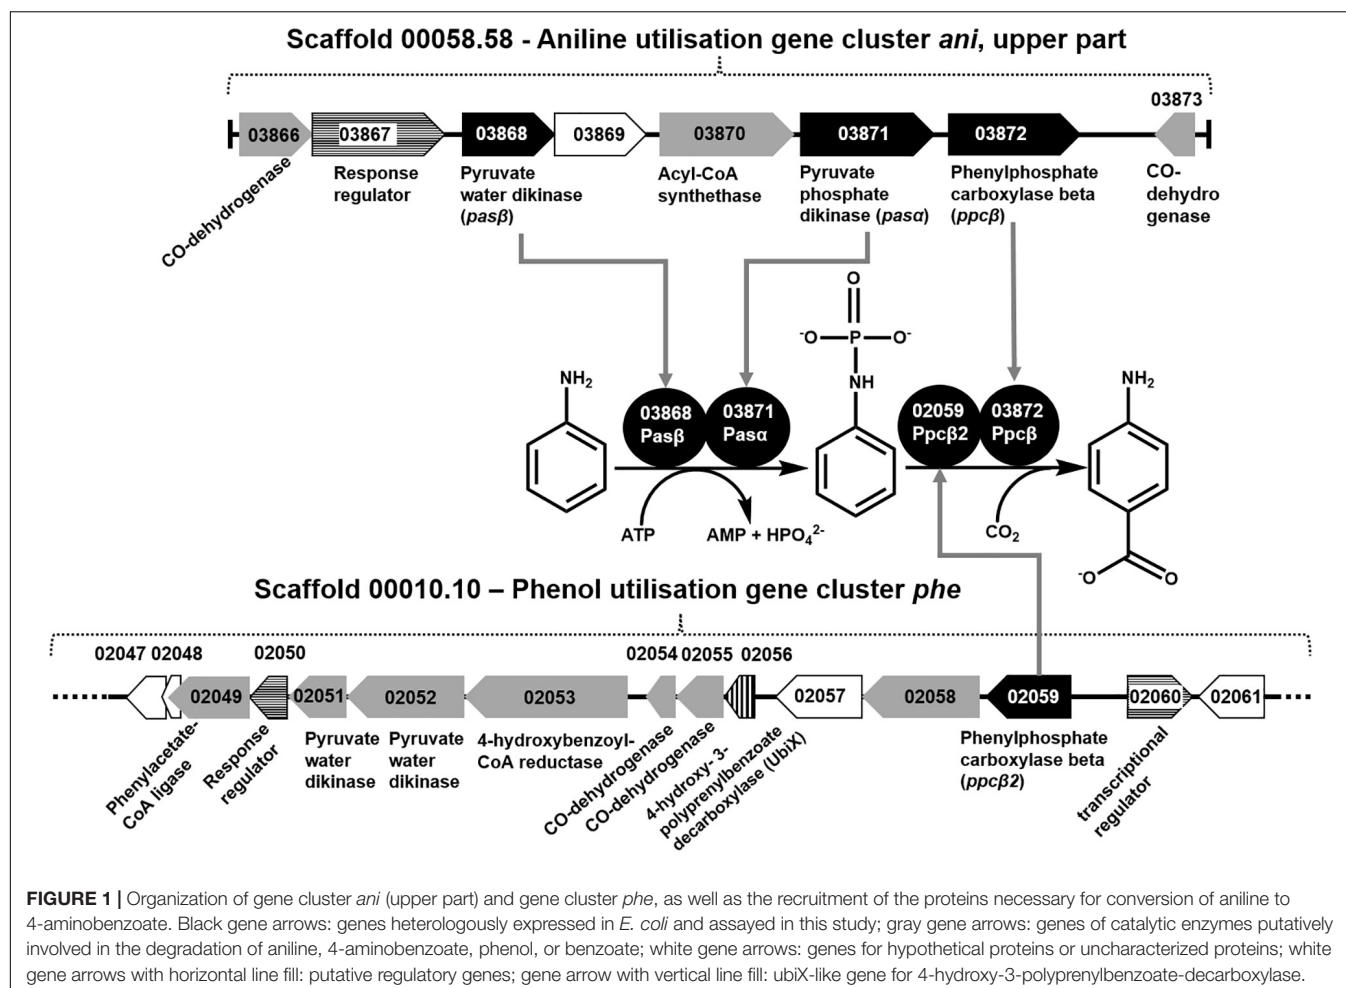 Scaffold 00058.58 - Aniline utilisation gene cluster ani, upper part
03873
03866
03867
03868
03869
03870
03871
03872
CO-dehydrogenase
Response
regulator
Pyruvate
water dikinase
(pasβ)
Acyl-CoA
synthethase
Pyruvate
phosphate
dikinase (pasα)
Phenylphosphate
carboxylase beta
(ppcβ)
CO-
dehydro
genase
NH2
03868
Pasβ
03871
Pasα
ATP
AMP + HPO4 2-
O
-O
P
O-
NH
02059
Ppcβ2
03872
Ppcβ
CO2
NH2
-O
O
Scaffold 00010.10 – Phenol utilisation gene cluster phe
02047
02048
02050
02054
02055
02056
02049
02051
02052
02053
02057
02058
02059
02060
02061
Phenylacetate-
CoA ligase
Response
regulator
Pyruvate
water
dikinase
Pyruvate
water
dikinase
4-hydroxybenzoyl-
CoA reductase
CO-dehydrogenase
CO-dehydrogenase
4-hydroxy- 3-
polyprenylbenzoate
decarboxylase (UbiX)
Phenylphosphate
carboxylase beta
(ppcβ2)
transcriptional
regulator
FIGURE 1 | Organization of gene cluster ani (upper part) and gene cluster phe, as well as the recruitment of the proteins necessary for conversion of aniline to
4-aminobenzoate. Black gene arrows: genes heterologously expressed in E. coli and assayed in this study; gray gene arrows: genes of catalytic enzymes putatively
involved in the degradation of aniline, 4-aminobenzoate, phenol, or benzoate; white gene arrows: genes for hypothetical proteins or uncharacterized proteins; white
gene arrows with horizontal line fill: putative regulatory genes; gene arrow with vertical line fill: ubiX-like gene for 4-hydroxy-3-polyprenylbenzoate-decarboxylase.